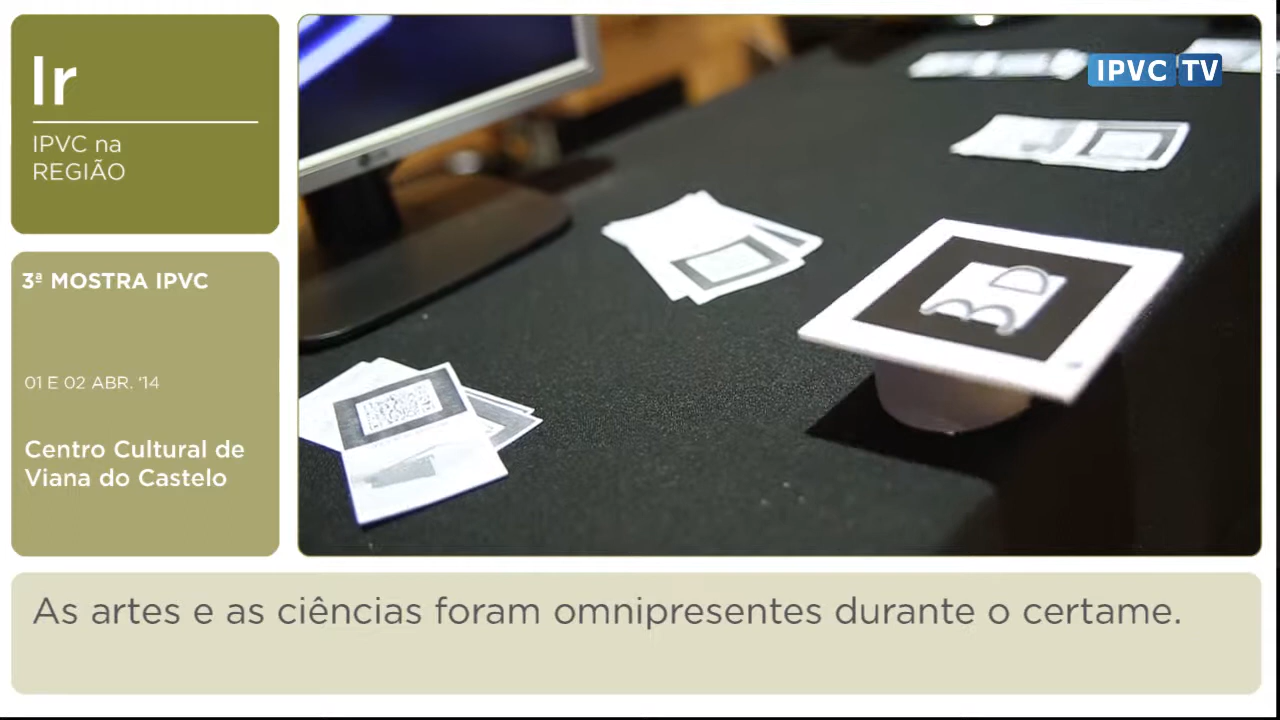 Ir
IPVC na
REGIÃO
3ª MOSTRA IPVC
01 E 02 ABR. '14
Centro Cultural de
Viana do Castelo
IPVC TV
3D
As artes e as ciências foram omnipresentes durante o certame.